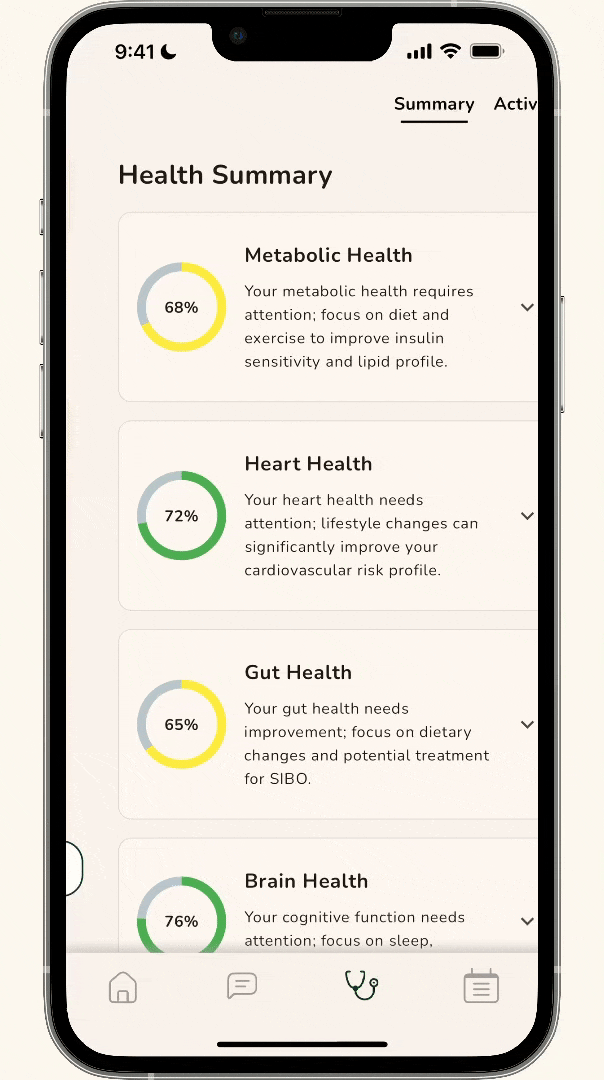 9:41
Summary Activ
Health Summary
Metabolic Health
68%
Your metabolic health requires
attention; focus on diet and
exercise to improve insulin
sensitivity and lipid profile.
Heart Health
72%
Your heart health needs
attention; lifestyle changes can
significantly improve your
cardiovascular risk profile.
Gut Health
65%
Your gut health needs
improvement; focus on dietary
changes and potential treatment
for SIBO.
Brain Health
76%
Your cognitive function needs
attention; focus on sleep,